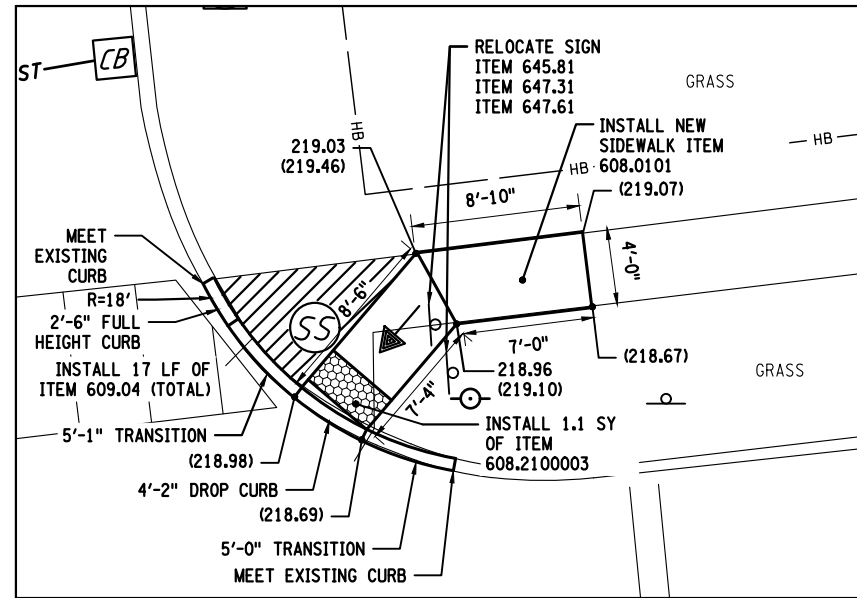 CB
ST
RELOCATE SIGN
ITEM 645.81
ITEM 647.31
ITEM 647.61
GRASS
INSTALL NEW
SIDEWALK ITEM
608.0101
HB
HB
HB
219.03
(219.46)
(219.07)
8'-10"
4'-0"
MEET
EXISTING
CURB
R=18'
2'-6" FULL
HEIGHT CURB
INSTALL 17 LF OF
ITEM 609.04 (TOTAL)
5'-1" TRANSITION
8'-6"
SS
7'-0"
(218.67)
218.96
(219.10)
GRASS
7'-4"
INSTALL 1.1 SY
OF ITEM
608.2100003
(218.98)
4'-2" DROP CURB
(218.69)
5'-0" TRANSITION
MEET EXISTING CURB